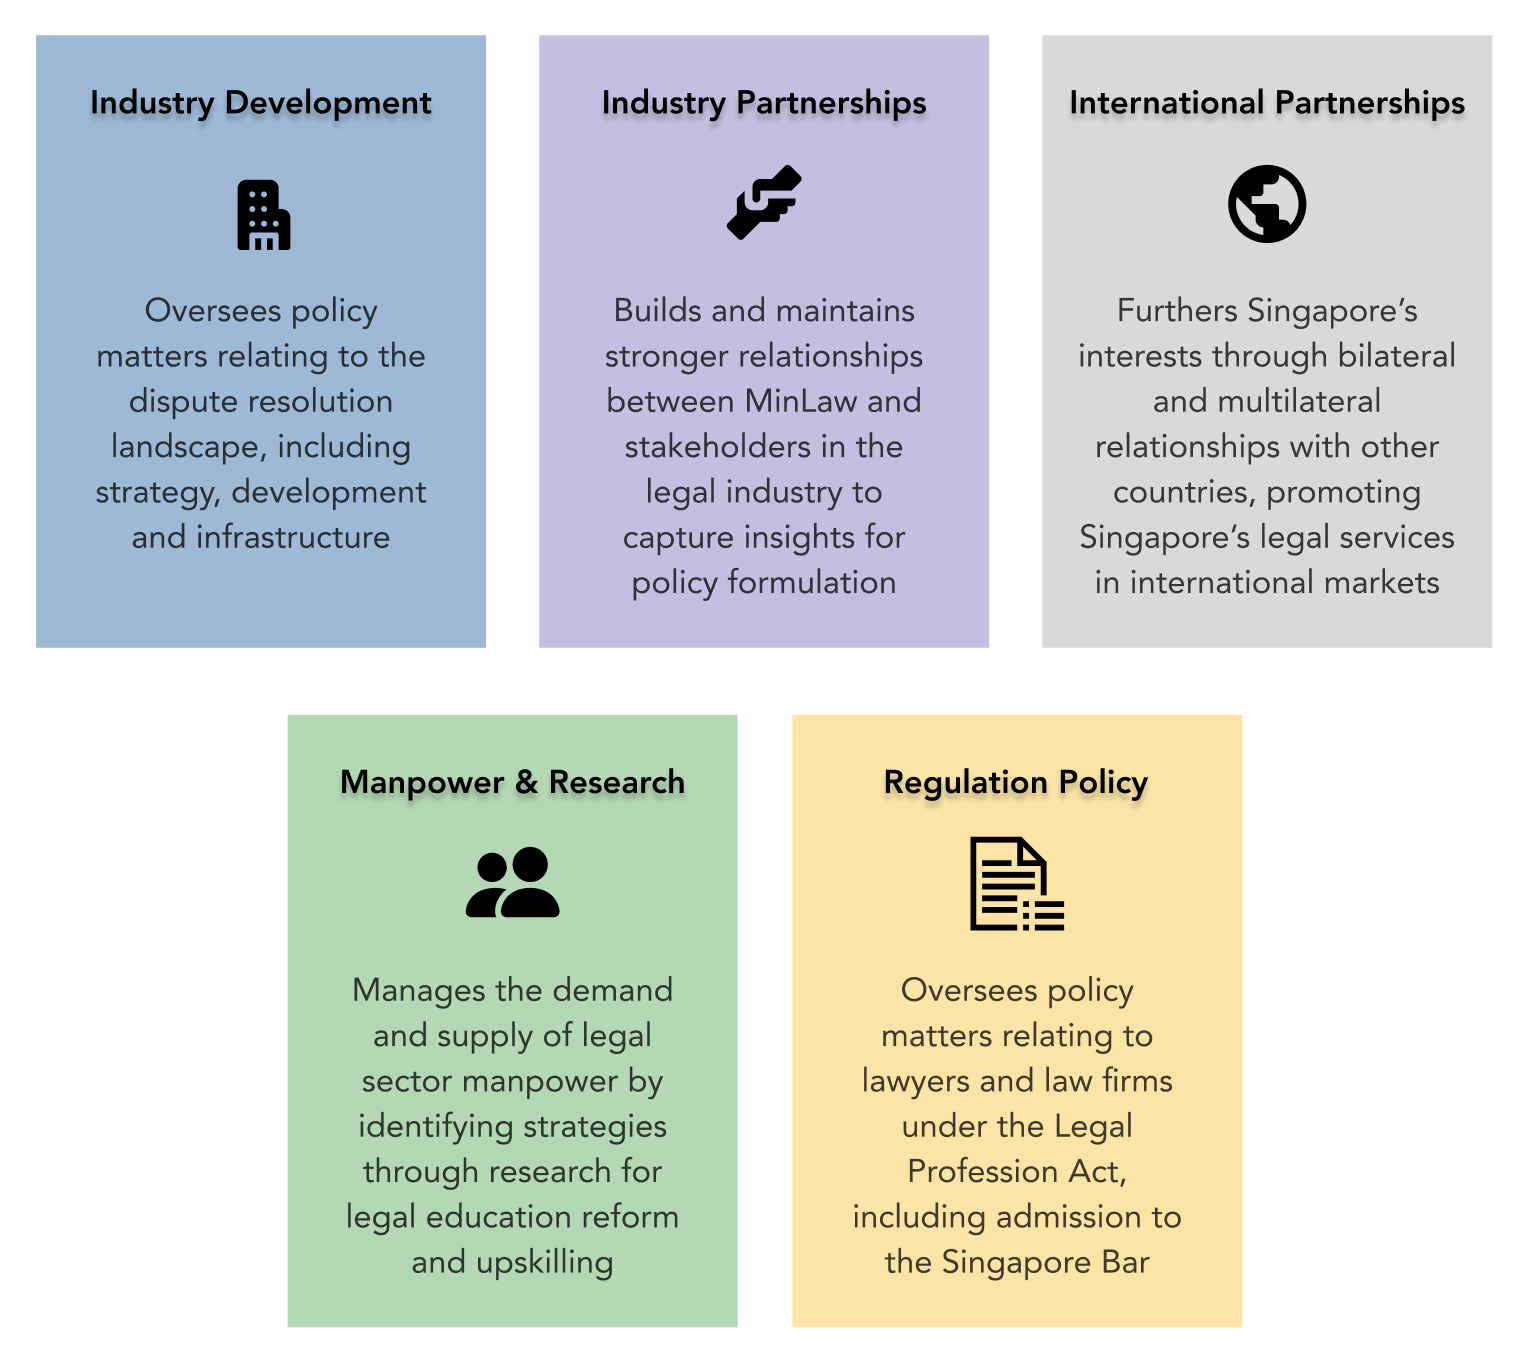 Industry Development
Oversees policy
matters relating to the
dispute resolution
landscape, including
strategy, development
and infrastructure
Industry Partnerships
Builds and maintains
stronger relationships
between MinLaw and
stakeholders in the
legal industry to
capture insights for
policy formulation
International Partnerships
Furthers Singapore’s
interests through bilateral
and multilateral
relationships with other
countries, promoting
Singapore’s legal services
in international markets
Manpower & Research
Manages the demand
and supply of legal
sector manpower by
identifying strategies
through research for
legal education reform
and upskilling
Regulation Policy
Oversees policy
matters relating to
lawyers and law firms
under the Legal
Profession Act,
including admission to
the Singapore Bar